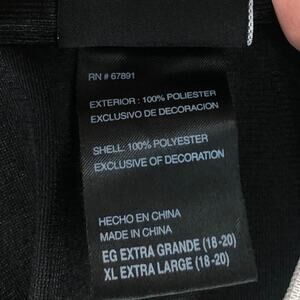 RN # 67891
EXTERIOR : 100% POLIESTER
EXCLUSIVO DE DECORACION
SHELL: 100% POLYESTER
EXCLUSIVE OF DECORATION
HECHO EN CHINA
MADE IN CHINA
EG EXTRA GRANDE (18-20)
XL EXTRA LARGE (18-20)